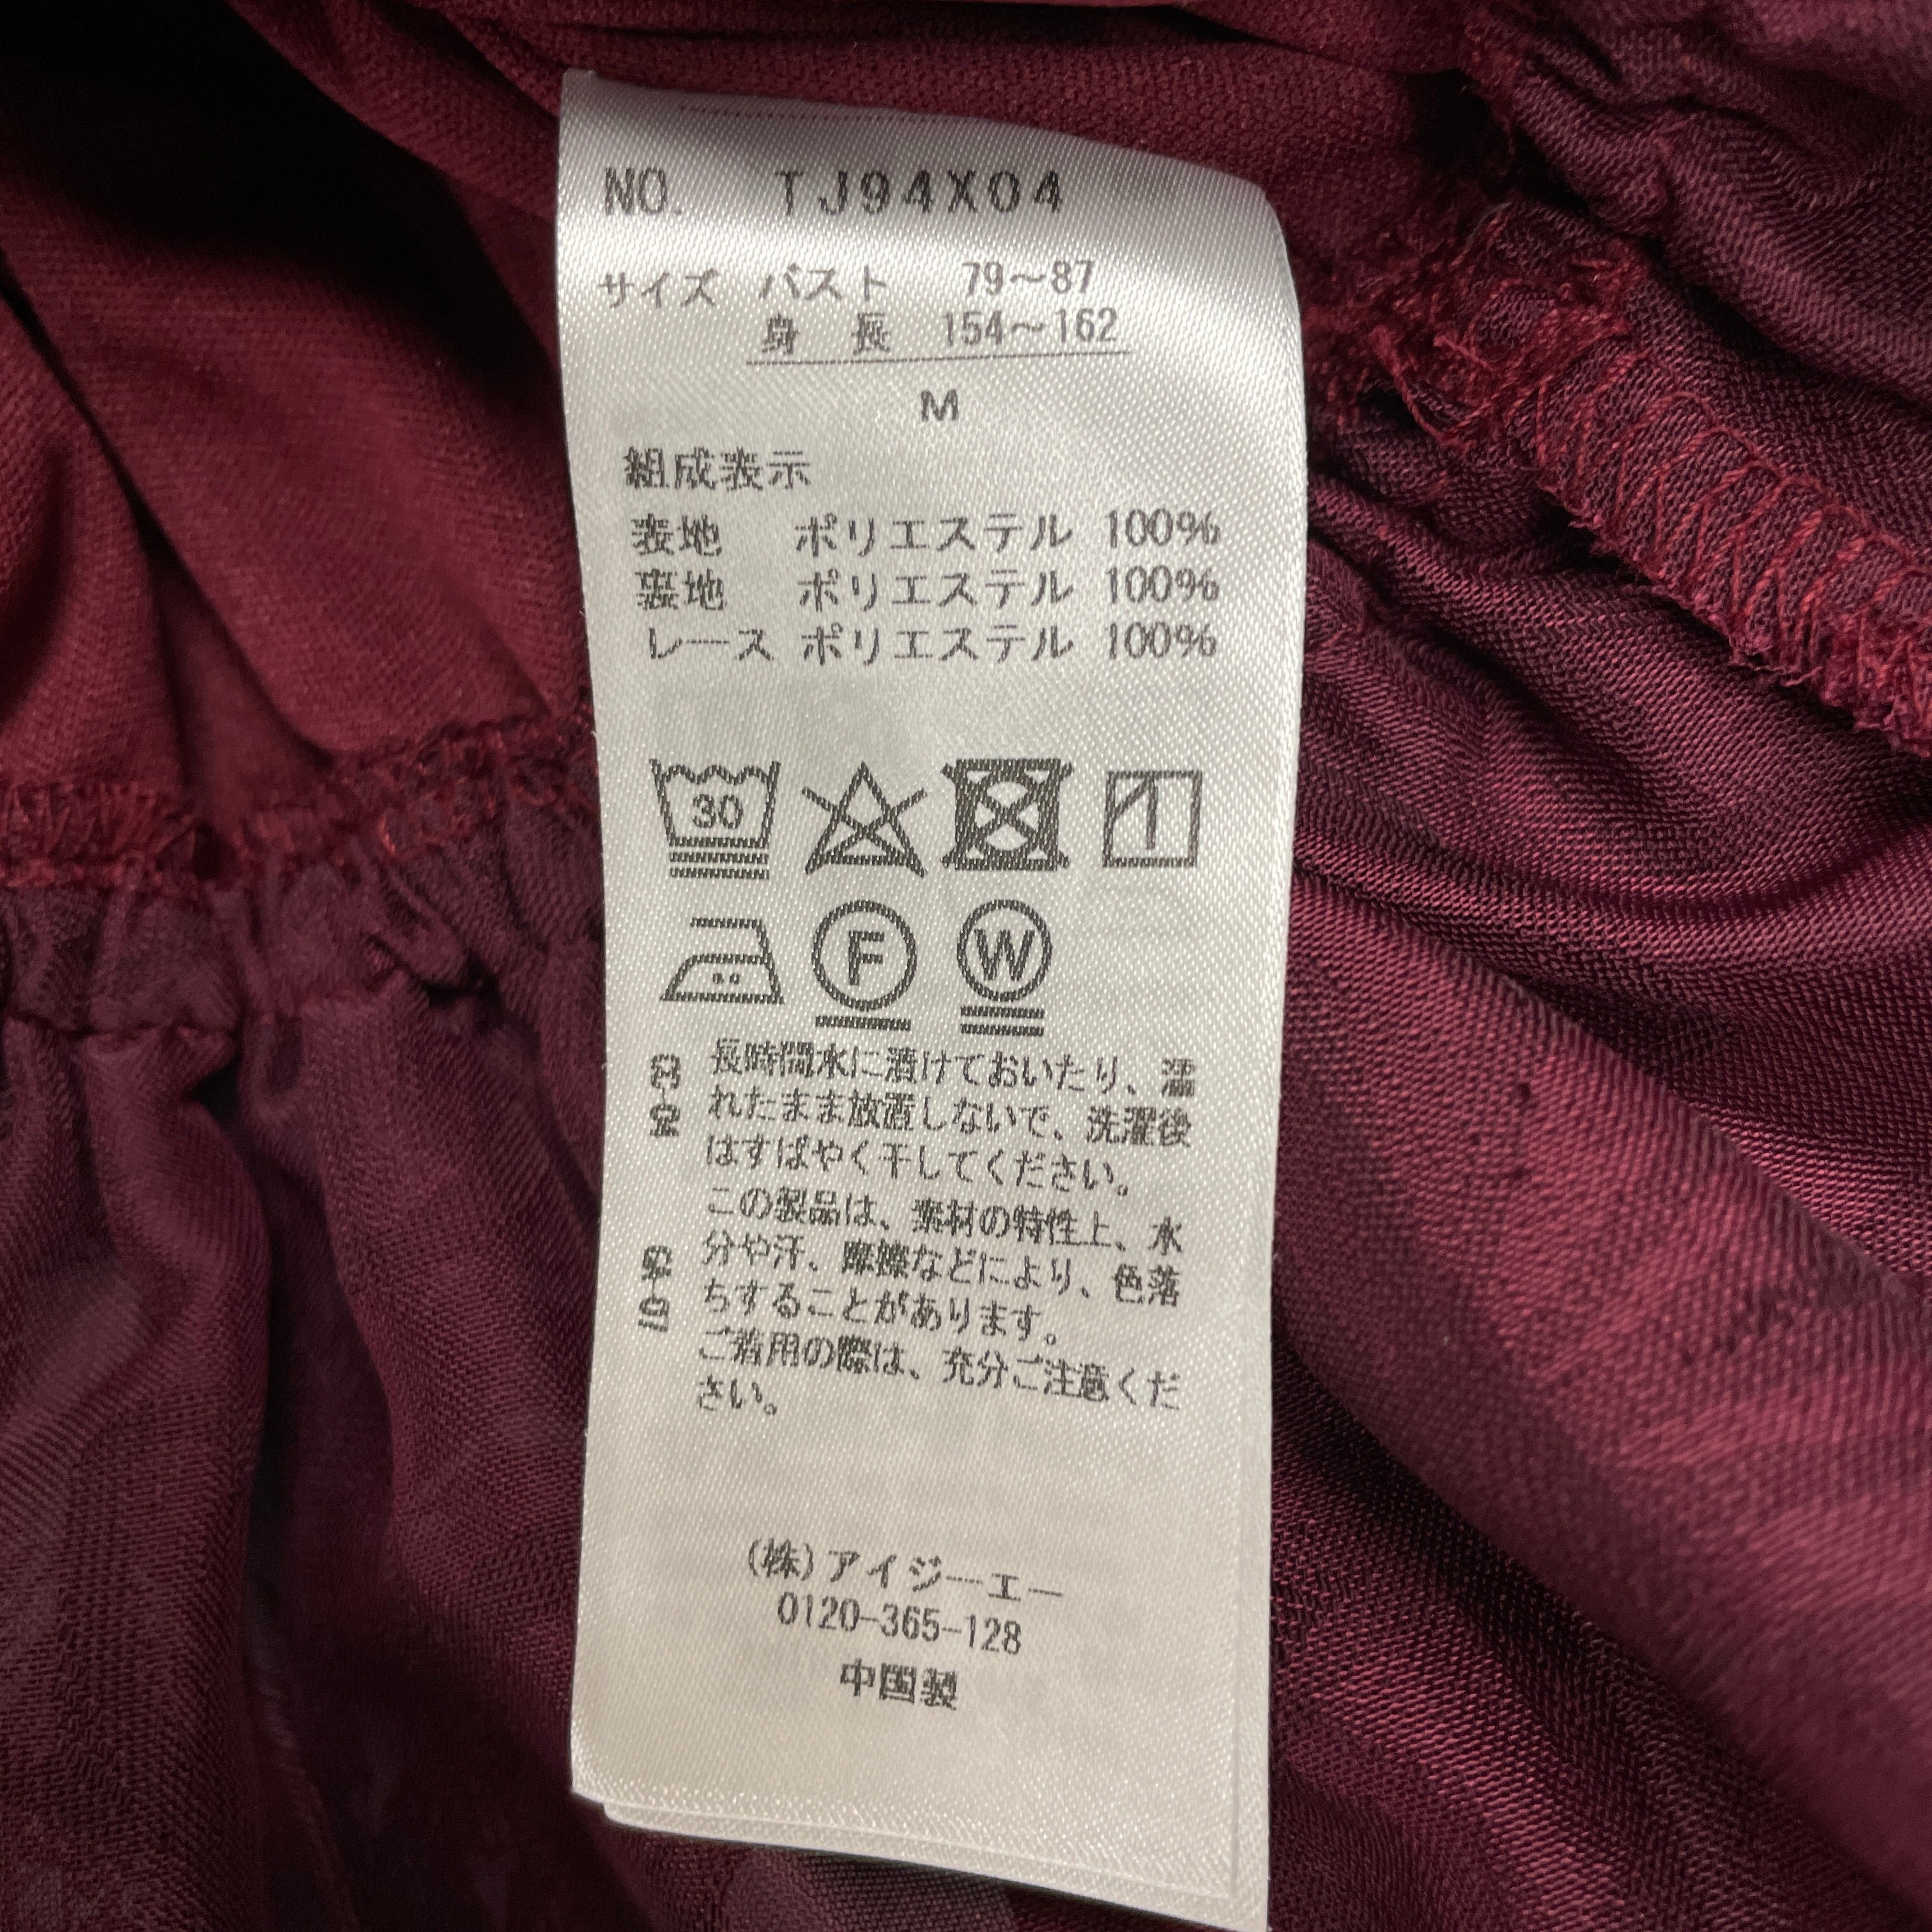 NO. TJ94X04
サイズ バスト 79〜87
身 長 154〜162
M
組成表示
表地 ポリエステル 100%
裏地 ポリエステル 100%
レース ポリエステル 100%
30
F W
長時間水に漬けておいたり、濡
れたまま放置しないで、洗濯後
はすばやく干してください。
この製品は、素材の特性上、水
分や汗、摩擦などにより、色落
ちすることがあります。
ご着用の際は、充分ご注意くだ
さい。
(株)アイジーエー
0120-365-128
中国製